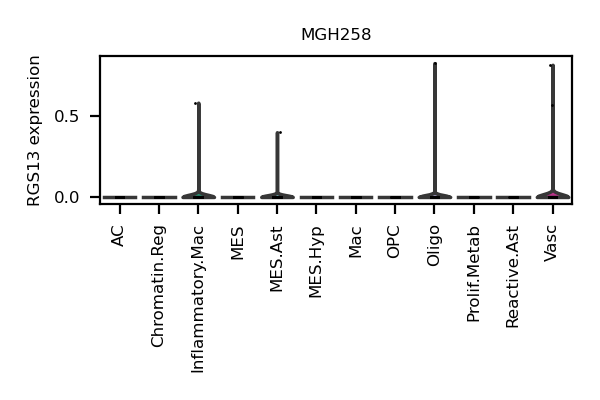 MGH258
RGS13 expression
0.5
0.0
AC
Chromatin.Reg
Inflammatory.Mac
MES
MES.Ast
MES.Hyp
Mac
OPC
Oligo
Prolif.Metab
Reactive.Ast
Vasc